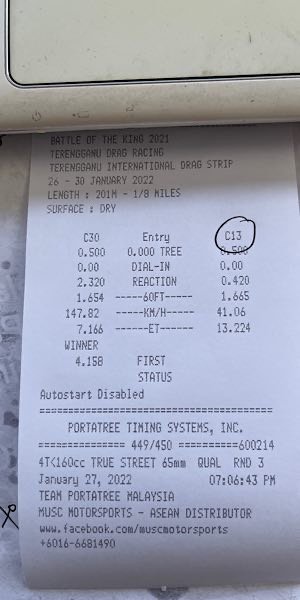 BATTLE OF THE KING 2021
TERENGGANU DRAG RACING
TERENGGANU INTERNATIONAL DRAG STRIP
26 - 30 JANUARY 2022
LENGTH : 201M - 1/8 MILES
SURFACE : DRY
C30 Entry C13
0.500 0.000 TREE 0.500
0.00 DIAL-IN 0.00
2.320 REACTION 0.420
1.654 -----60FT----- 1.665
147.82 -----KM/H----- 41.06
7.166 -----ET----- 13.224
WINNER
4.158 FIRST
STATUS
Autostart Disabled
========================================
PORTATREE TIMING SYSTEMS, INC.
=============== 449/450 ==========600214
4T<160cc TRUE STREET 65mm QUAL RND 3
January 27, 2022 07:06:43 PM
TEAM PORTATREE MALAYSIA
MUSC MOTORSPORTS - ASEAN DISTRIBUTOR
www.facebook.com/muscmotorsports
+6016-6681490